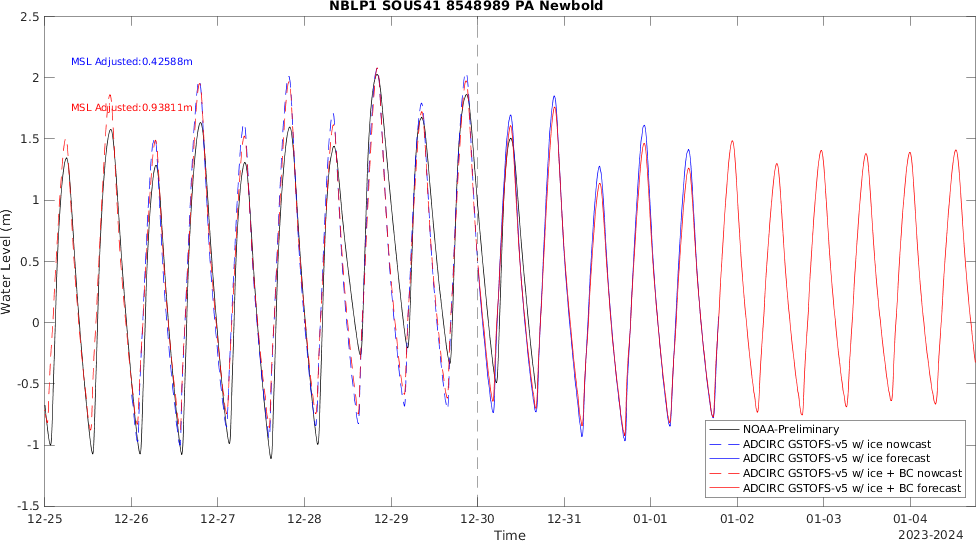 NBLP1 SOUS41 8548989 PA Newbold
2.5
2
1.5
1
0.5
0
-0.5
-1
-1.5
Water Level (m)
MSL Adjusted:0.42588m
MSL Adjusted:0.93811m
NOAA-Preliminary
ADCIRC GSTOFS-v5 w/ ice nowcast
ADCIRC GSTOFS-v5 w/ ice forecast
ADCIRC GSTOFS-v5 w/ ice + BC nowcast
ADCIRC GSTOFS-v5 w/ ice + BC forecast
12-25 12-26 12-27 12-28 12-29 12-30 12-31 01-01 01-02 01-03 01-04
Time
2023-2024